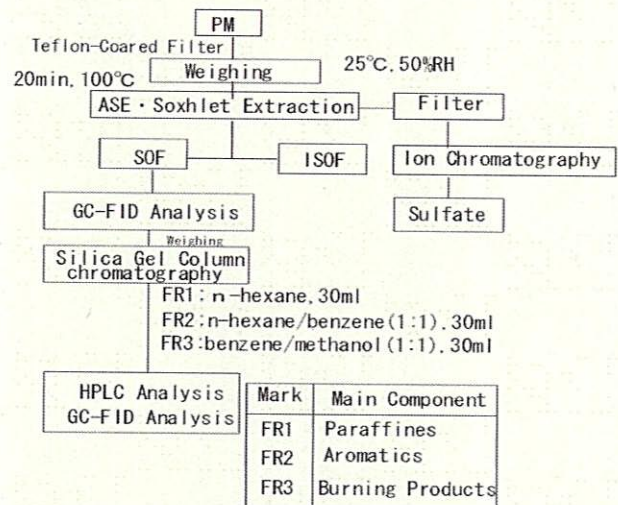 PM
Teflon-Coared Filter
Weighing
25℃, 50%RH
20min, 100℃
ASE・Soxhlet Extraction
Filter
SOF
ISOF
Ion Chromatography
GC-FID Analysis
Sulfate
Weighing
Silica Gel Column
chromatography
FR1:n-hexane, 30ml
FR2:n-hexane/benzene(1:1), 30ml
FR3:benzene/methanol(1:1), 30ml
HPLC Analysis
GC-FID Analysis
Mark Main Component
FR1 Paraffines
FR2 Aromatics
FR3 Burning Products